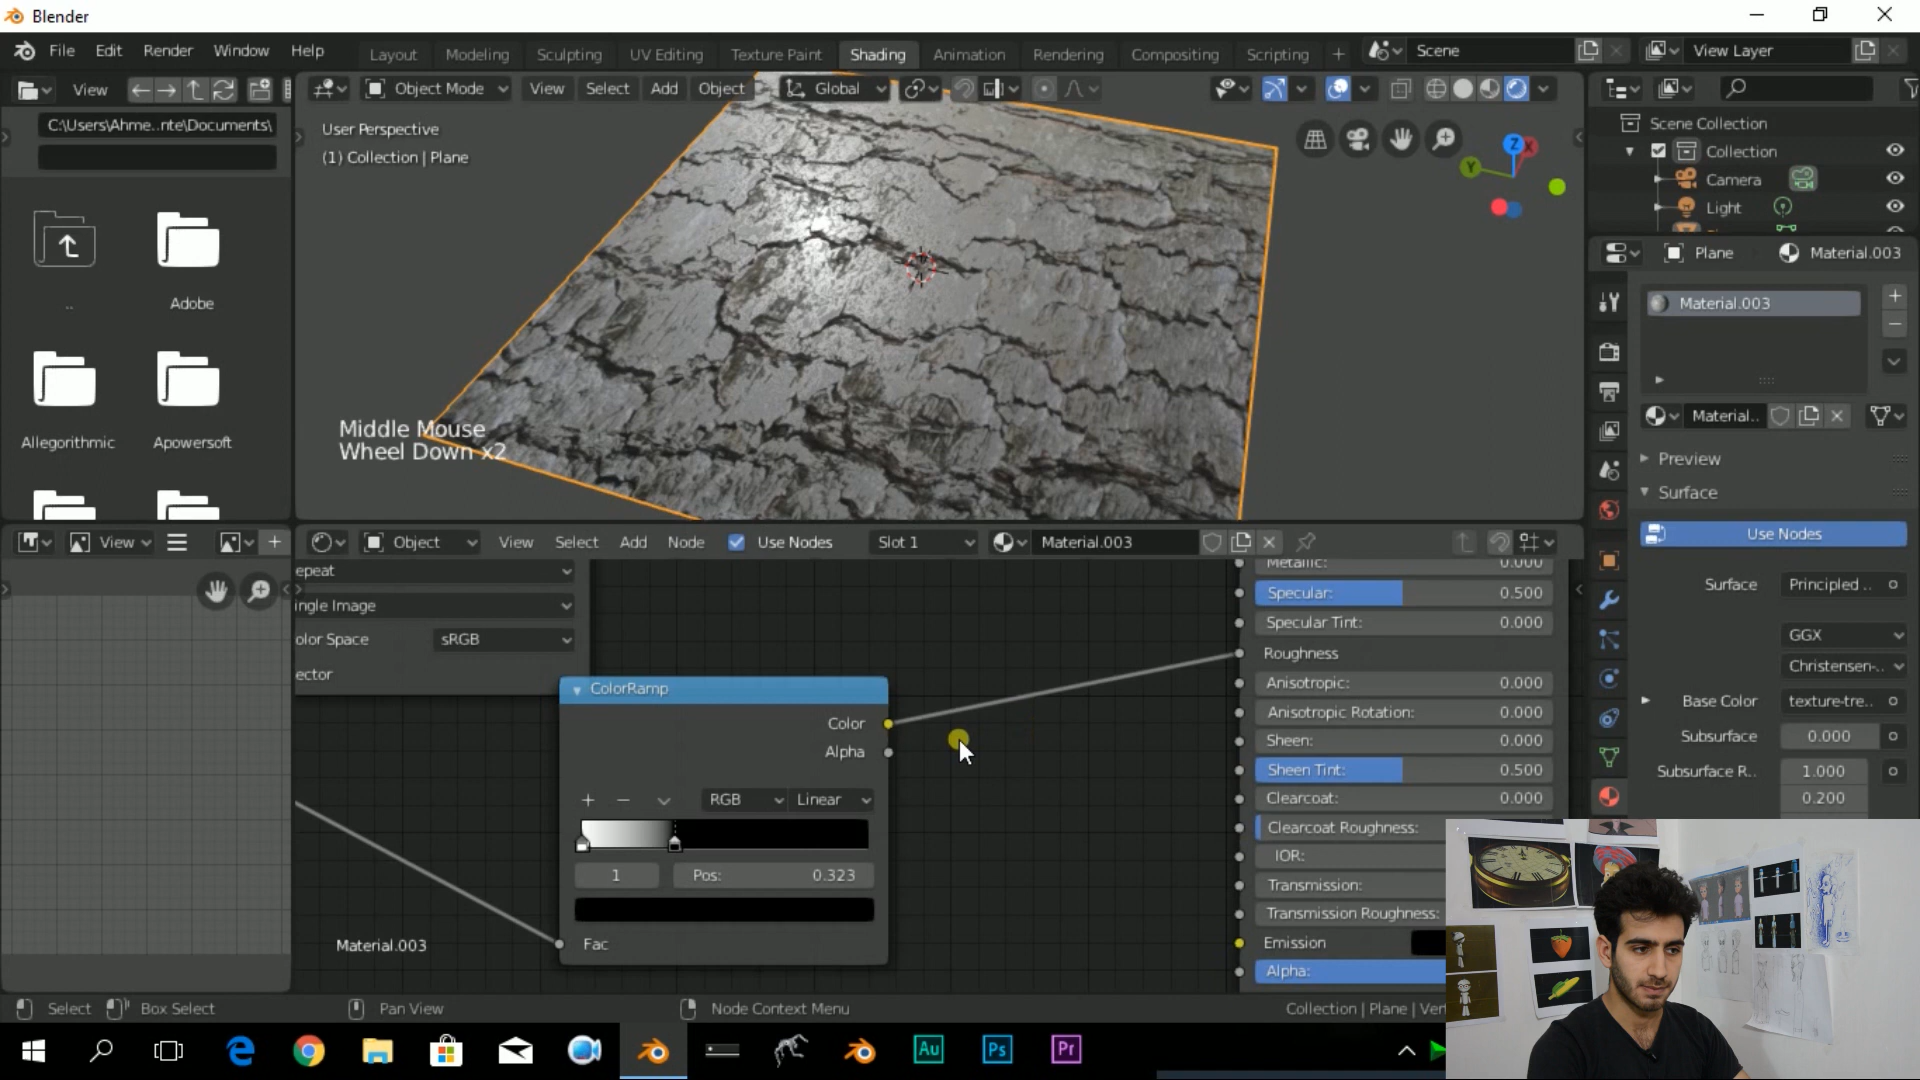 Blender
File Edit Render Window Help
Layout Modeling Sculpting UV Editing Texture Paint Shading Animation Rendering Compositing Scripting +
Scene
View Layer
View
C:\Users\Ahme..nte\Documents\
..
Adobe
Allegorithmic
Apowersoft
Object Mode View Select Add Object Global
User Perspective
(1) Collection | Plane
Z
X
Y
Middle Mouse
Wheel Down x2
Scene Collection
Collection
Camera
Light
Plane Material.003
Material.003
Material..
Preview
Surface
Use Nodes
Surface Principled ..
GGX
Christensen-..
Base Color texture-tre..
Subsurface 0.000
Subsurface R.. 1.000
0.200
View
Object View Select Add Node Use Nodes Slot 1 Material.003
epeat
ingle Image
olor Space sRGB
ector
ColorRamp
Color
Alpha
RGB Linear
1 Pos: 0.323
Fac
Material.003
Metallic: 0.000
Specular: 0.500
Specular Tint: 0.000
Roughness
Anisotropic: 0.000
Anisotropic Rotation: 0.000
Sheen: 0.000
Sheen Tint: 0.500
Clearcoat: 0.000
Clearcoat Roughness:
IOR:
Transmission:
Transmission Roughness:
Emission
Alpha:
Select Box Select Pan View Node Context Menu Collection | Plane | Ver
Au
Ps
Pr